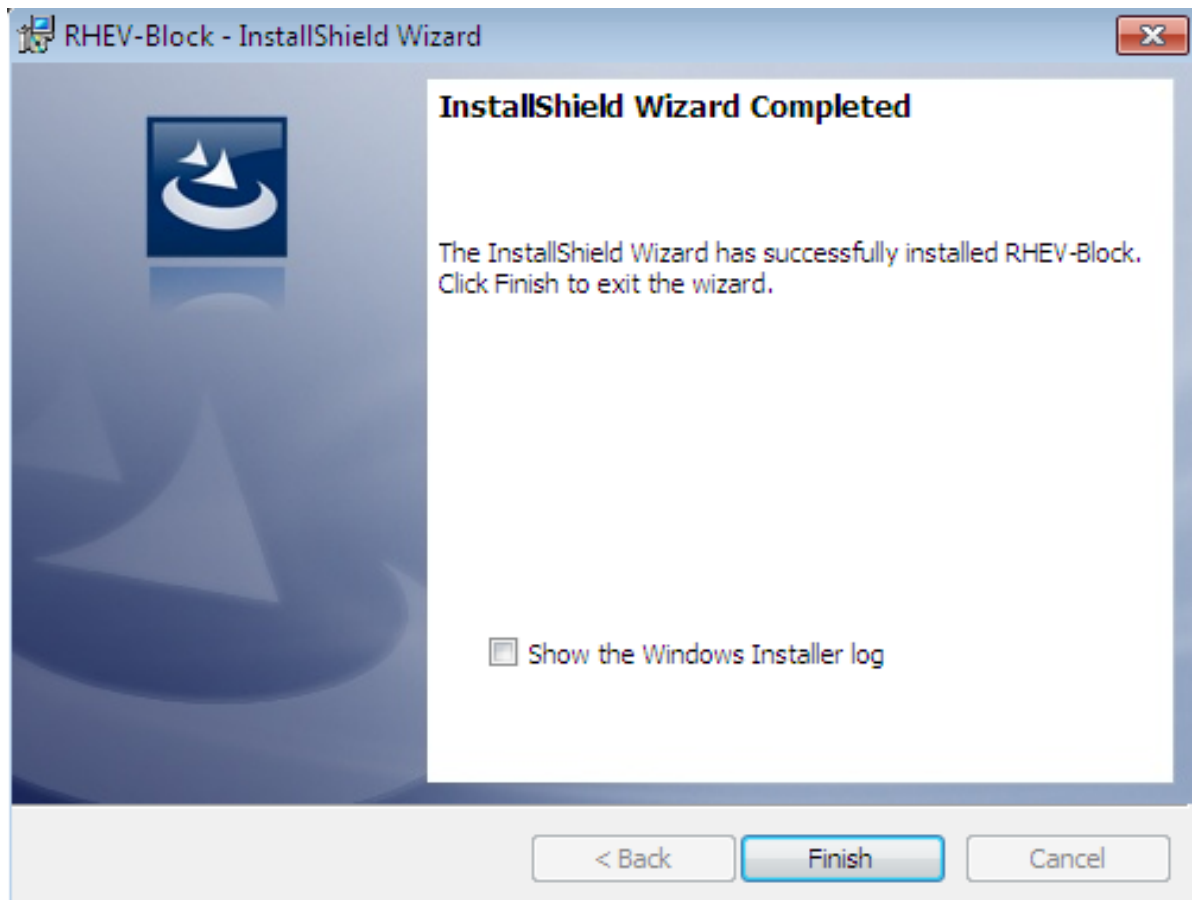 RHEV-Block - InstallShield Wizard
InstallShield Wizard Completed
The InstallShield Wizard has successfully installed RHEV-Block.
Click Finish to exit the wizard.
Show the Windows Installer log
< Back Finish Cancel